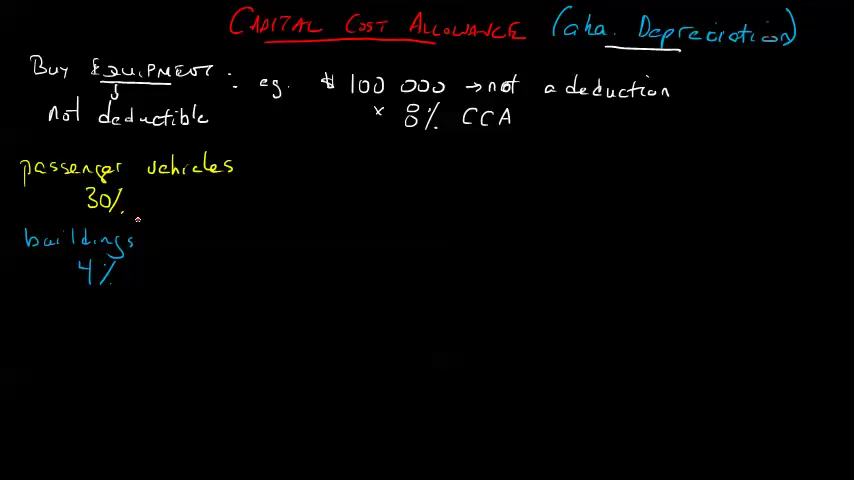 CAPITAL COST ALLOWANCE (aka. Depreciation)
BUY EQUIPMENT : eg. $ 100 000 → not a deduction
not deductible × 8% CCA
passenger vehicles
30%
buildings
4%